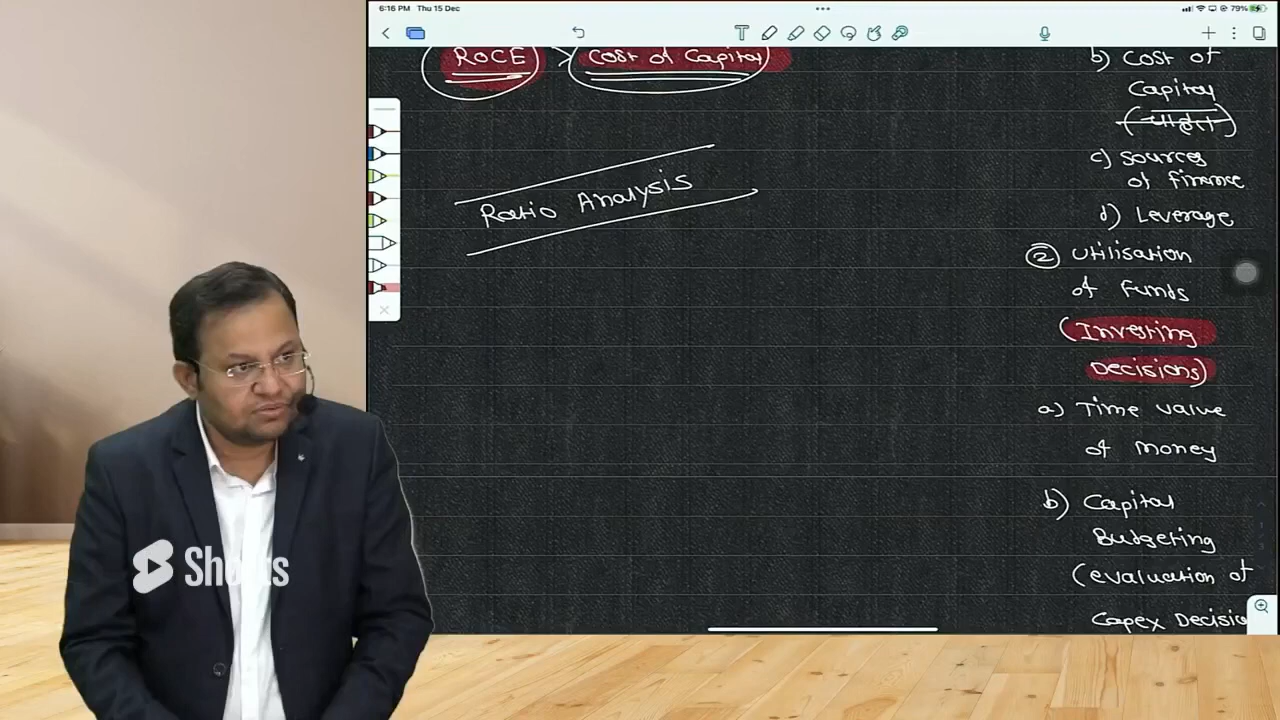 6:16 PM Thu 15 Dec
79%
T
ROCE > Cost of Capital
Ratio Analysis
b) Cost of
Capital
c) Sources
of finance
d) Leverage
② Utilisation
of Funds
(Investing
Decisions)
a) Time value
of Money
b) Capital
Budgeting
(evaluation of
Capex Decisio
Shorts